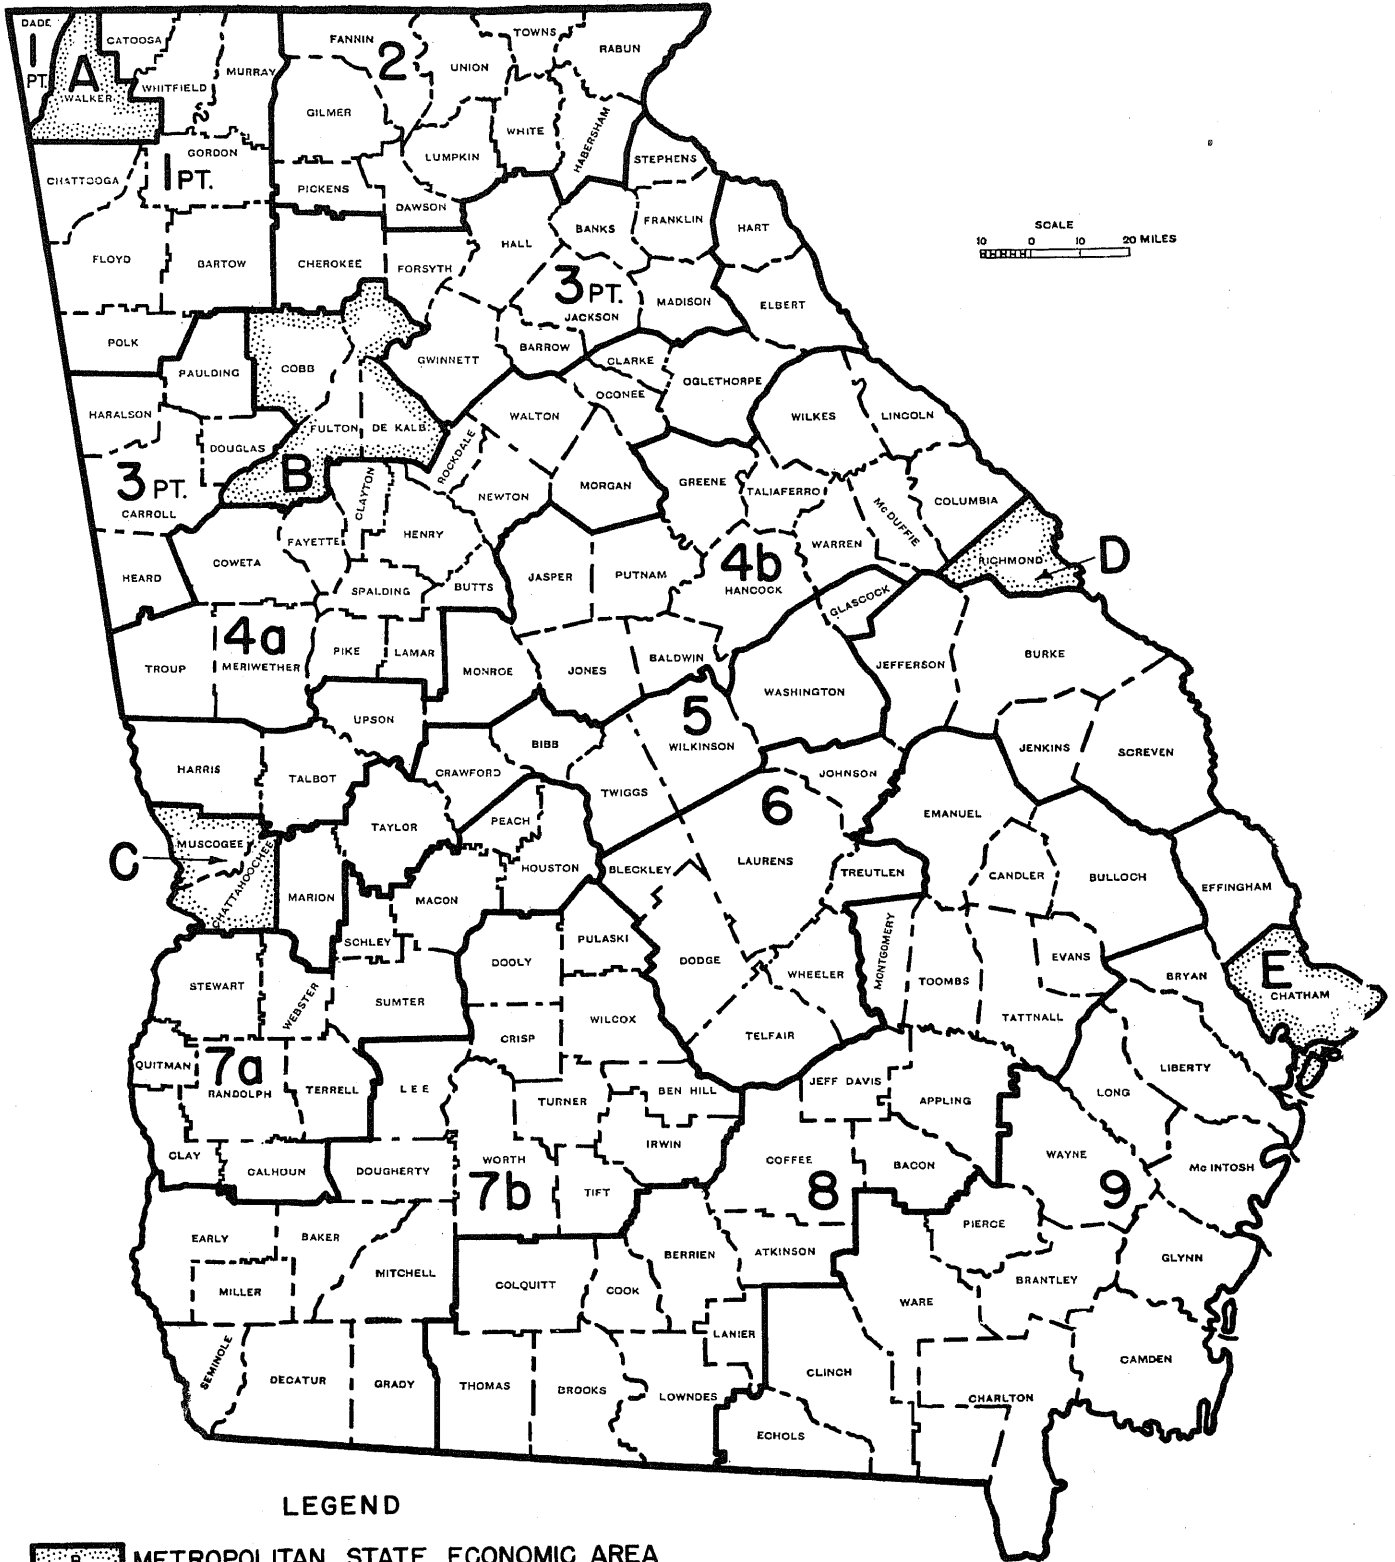 DADE
1
PT.
A
WALKER
CATOOGA
WHITFIELD
MURRAY
FANNIN
2
UNION
TOWNS
RABUN
GILMER
WHITE
HABERSHAM
LUMPKIN
STEPHENS
CHATTOOGA
GORDON
1 PT.
PICKENS
DAWSON
HALL
BANKS
FRANKLIN
HART
SCALE
10 0 10 20 MILES
FLOYD
BARTOW
CHEROKEE
FORSYTH
3 PT.
JACKSON
MADISON
ELBERT
POLK
PAULDING
COBB
GWINNETT
BARROW
CLARKE
OCONEE
OGLETHORPE
HARALSON
DOUGLAS
FULTON
DE KALB
ROCKDALE
WALTON
WILKES
LINCOLN
3 PT.
CARROLL
B
CLAYTON
NEWTON
MORGAN
GREENE
TALIAFERRO
McDUFFIE
COLUMBIA
HEARD
COWETA
FAYETTE
HENRY
SPALDING
BUTTS
JASPER
PUTNAM
4b
HANCOCK
WARREN
GLASCOCK
RICHMOND
D
TROUP
4a
MERIWETHER
PIKE
LAMAR
MONROE
JONES
BALDWIN
WASHINGTON
JEFFERSON
BURKE
UPSON
BIBB
5
WILKINSON
JENKINS
SCREVEN
HARRIS
TALBOT
CRAWFORD
TWIGGS
JOHNSON
6
EMANUEL
C
MUSCOGEE
CHATTAHOOCHEE
TAYLOR
PEACH
HOUSTON
BLECKLEY
LAURENS
TREUTLEN
CANDLER
BULLOCH
EFFINGHAM
MARION
MACON
SCHLEY
PULASKI
DOOLY
DODGE
WHEELER
MONTGOMERY
TOOMBS
EVANS
BRYAN
E
CHATHAM
STEWART
WEBSTER
SUMTER
WILCOX
TELFAIR
TATTNALL
QUITMAN
7a
RANDOLPH
TERRELL
LEE
CRISP
TURNER
BEN HILL
JEFF DAVIS
APPLING
LONG
LIBERTY
CLAY
CALHOUN
DOUGHERTY
WORTH
7b
TIFT
IRWIN
COFFEE
8
BACON
WAYNE
9
Mc INTOSH
EARLY
BAKER
MITCHELL
MILLER
COLQUITT
COOK
BERRIEN
ATKINSON
PIERCE
WARE
BRANTLEY
GLYNN
SEMINOLE
DECATUR
GRADY
THOMAS
BROOKS
LANIER
LOWNDES
CLINCH
ECHOLS
CHARLTON
CAMDEN
LEGEND
B METROPOLITAN STATE ECONOMIC AREA